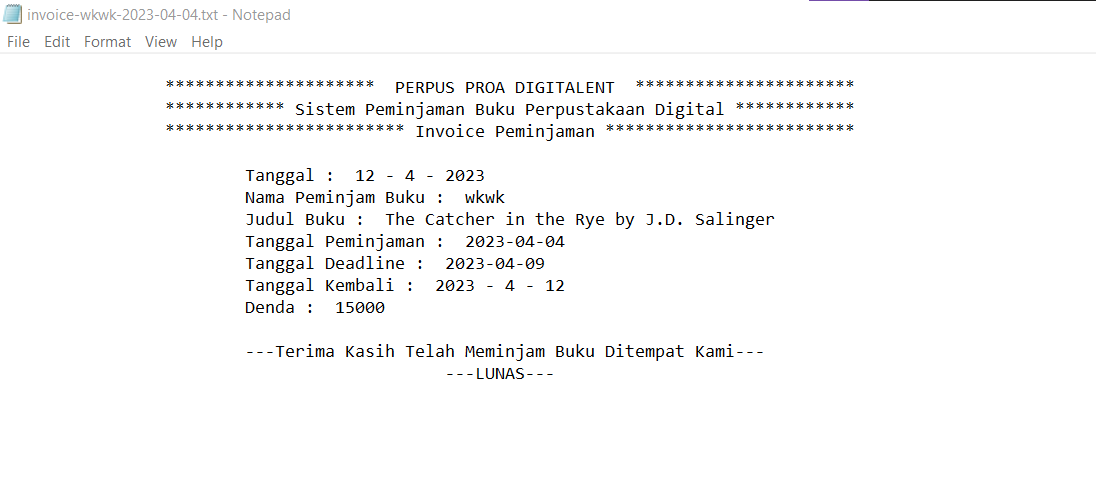 invoice-wkwk-2023-04-04.txt - Notepad
File Edit Format View Help
********************* PERPUS PROA DIGITALENT **********************
************ Sistem Peminjaman Buku Perpustakaan Digital ************
************************ Invoice Peminjaman *************************
Tanggal : 12 - 4 - 2023
Nama Peminjam Buku : wkwk
Judul Buku : The Catcher in the Rye by J.D. Salinger
Tanggal Peminjaman : 2023-04-04
Tanggal Deadline : 2023-04-09
Tanggal Kembali : 2023 - 4 - 12
Denda : 15000
---Terima Kasih Telah Meminjam Buku Ditempat Kami---
---LUNAS---